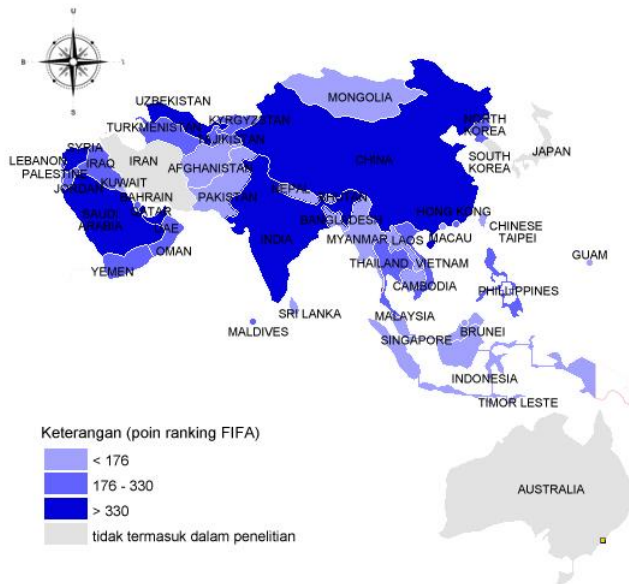 U
B
T
S
MONGOLIA
UZBEKISTAN
KYRGYZSTAN
TURKMENISTAN
TAJIKISTAN
NORTH
KOREA
SOUTH
KOREA
JAPAN
SYRIA
LEBANON
PALESTINE
IRAQ
IRAN
AFGHANISTAN
CHINA
JORDAN
KUWAIT
BAHRAIN
QATAR
PAKISTAN
NEPAL
BHUTAN
SAUDI
ARABIA
UAE
OMAN
YEMEN
INDIA
BANGLADESH
MYANMAR
LAOS
HONG KONG
MACAU
CHINESE
TAIPEI
GUAM
THAILAND
VIETNAM
CAMBODIA
PHILLIPPINES
SRI LANKA
MALDIVES
MALAYSIA
SINGAPORE
BRUNEI
INDONESIA
TIMOR LESTE
AUSTRALIA
Keterangan (poin ranking FIFA)
< 176
176 - 330
> 330
tidak termasuk dalam penelitian